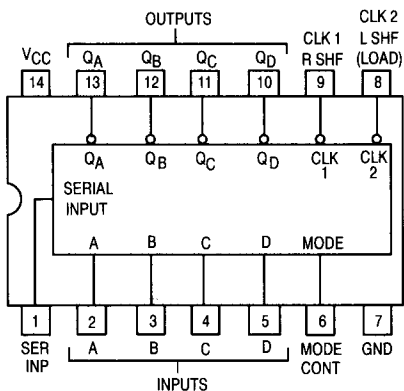 OUTPUTS
CLK 2
CLK 1 L SHF
VCC QA QB QC QD R SHF (LOAD)
14 13 12 11 10 9 8
QA QB QC QD CLK 1 CLK 2
SERIAL
INPUT
A B C D MODE
1 2 3 4 5 6 7
SER INP A B C D MODE CONT GND
INPUTS